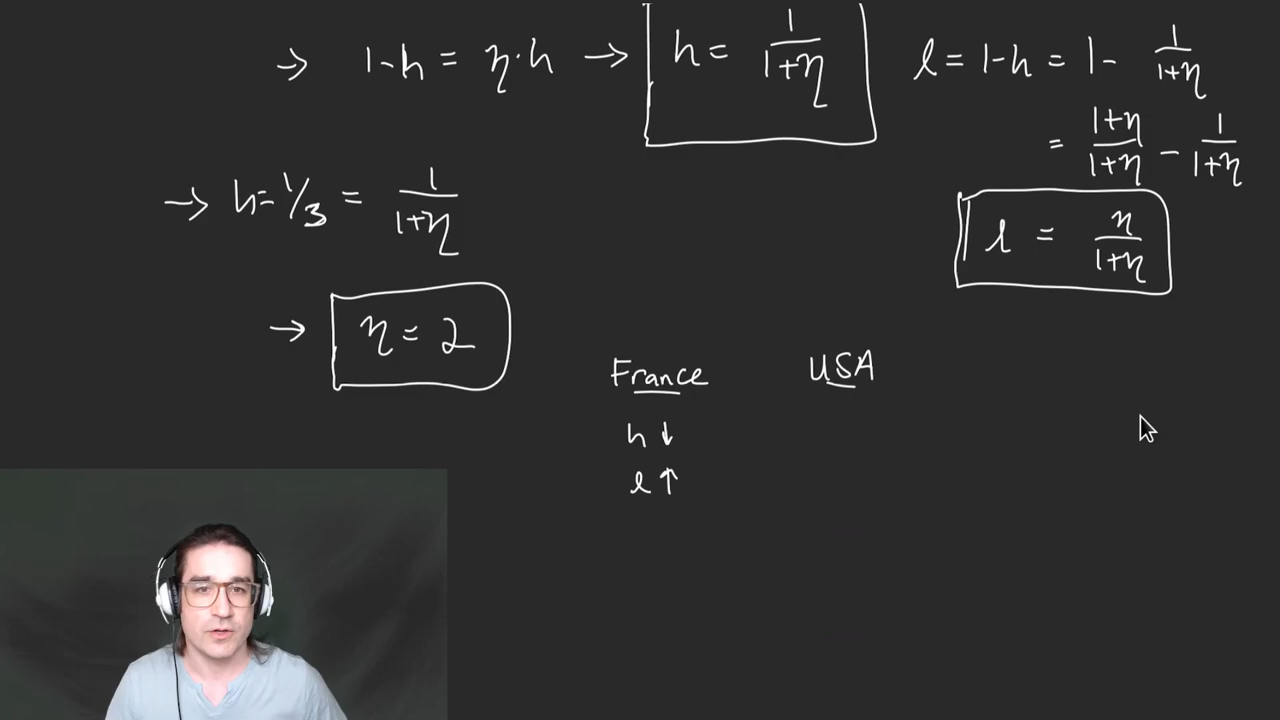 → 1-h = η·h → h = 1/(1+η)
l = 1-h = 1 - 1/(1+η)
= (1+η)/(1+η) - 1/(1+η)
l = η/(1+η)
→ h = 1/3 = 1/(1+η)
→ η = 2
France USA
h ↓
l ↑